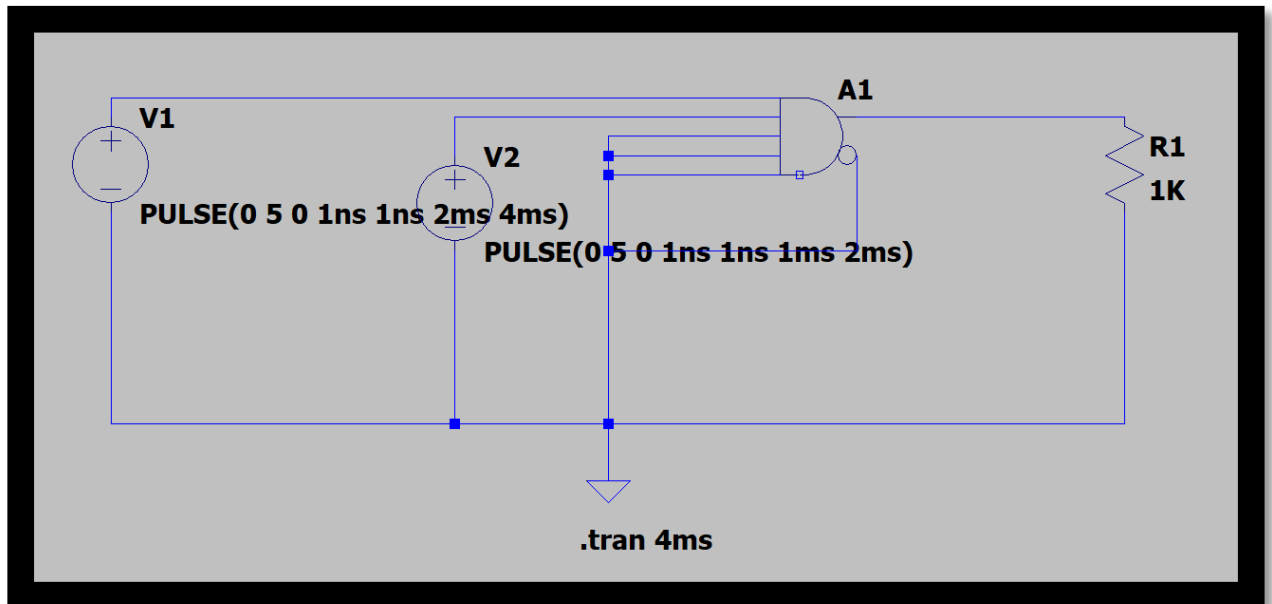 A1
V1
V2
R1
1K
PULSE(0 5 0 1ns 1ns 2ms 4ms)
PULSE(0 5 0 1ns 1ns 1ms 2ms)
.tran 4ms